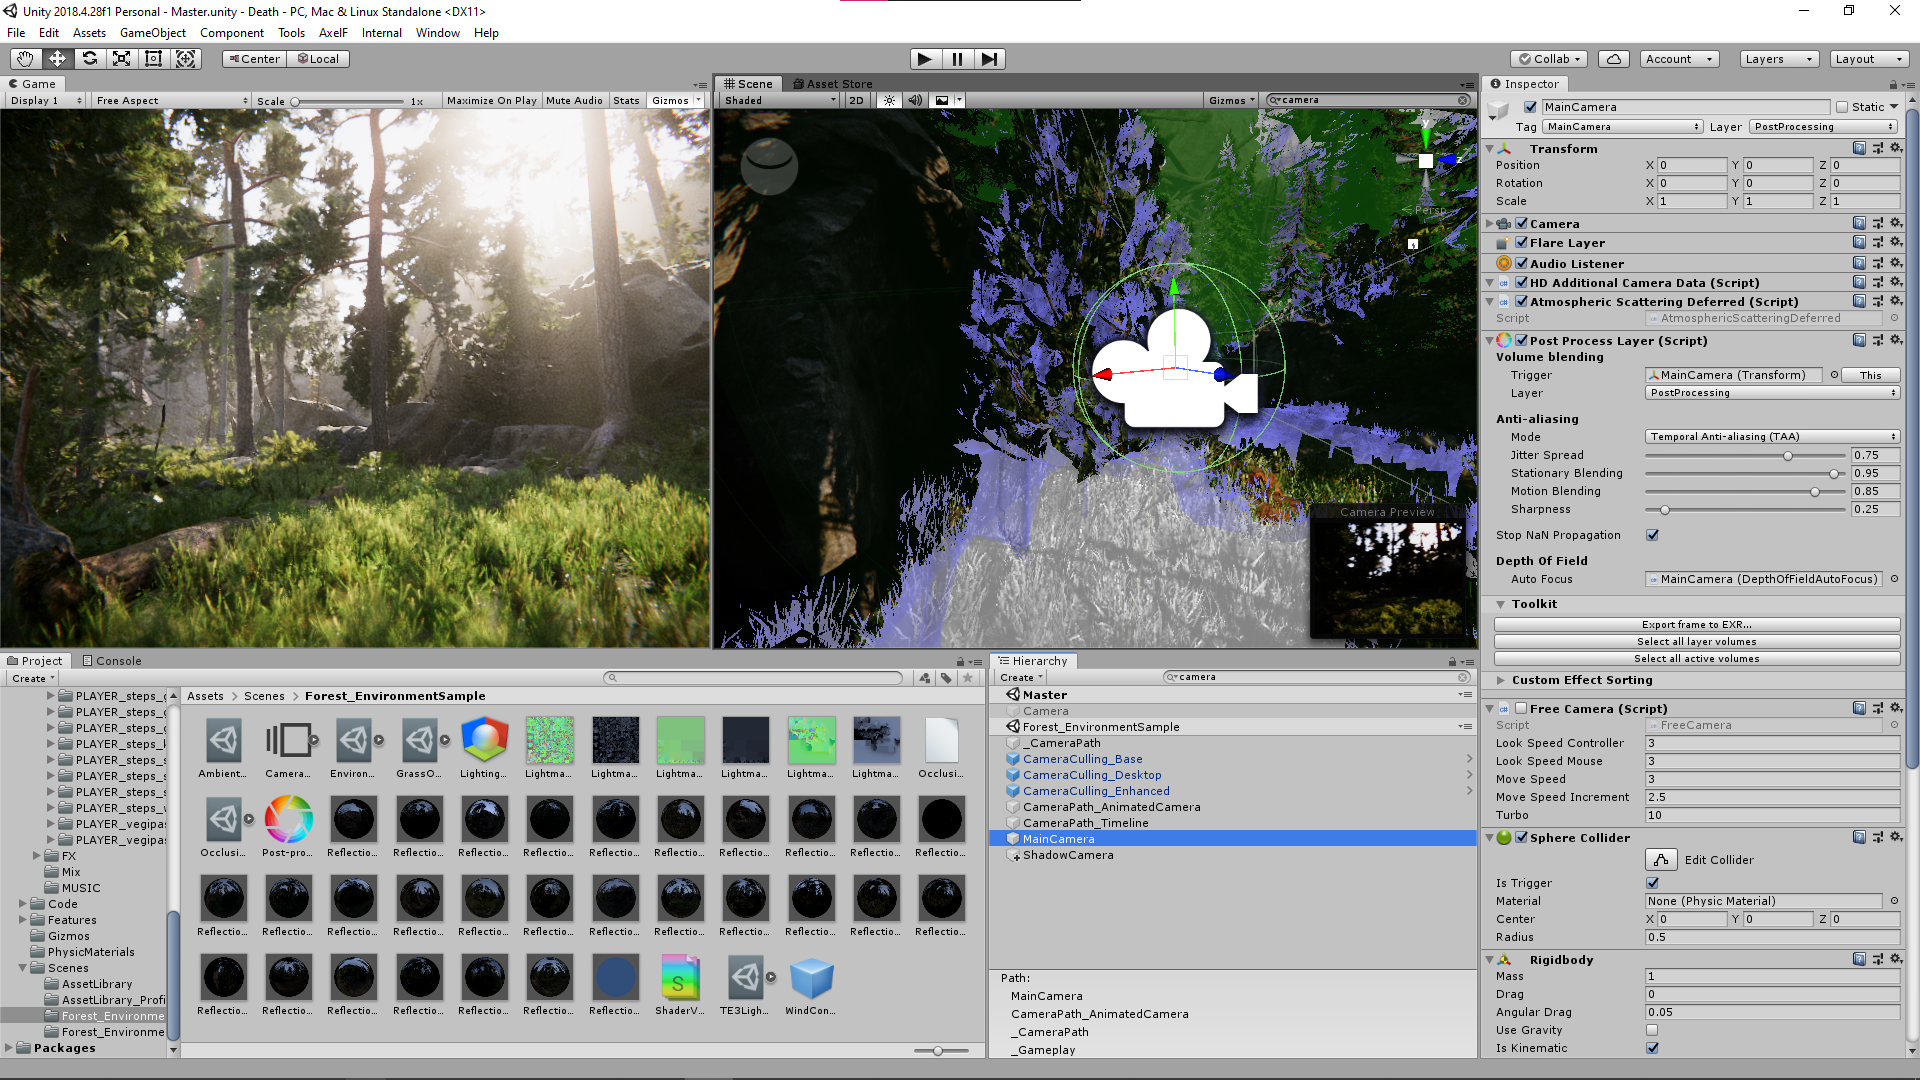 Unity 2018.4.28f1 Personal - Master.unity - Death - PC, Mac & Linux Standalone <DX11>
File Edit Assets GameObject Component Tools AxelF Internal Window Help
Center Local
Collab Account Layers Layout
Game
Display 1 Free Aspect Scale 1x Maximize On Play Mute Audio Stats Gizmos
Scene Asset Store
Shaded 2D Gizmos camera
y
z
Persp
Camera Preview
Project Console
Create
PLAYER_steps_
PLAYER_steps_
PLAYER_steps_
PLAYER_steps_k
PLAYER_steps_s
PLAYER_steps_s
PLAYER_steps_s
PLAYER_steps_v
PLAYER_vegipas
PLAYER_vegipas
FX
Mix
MUSIC
Code
Features
Gizmos
PhysicMaterials
Scenes
AssetLibrary
AssetLibrary_Profi
Forest_Environme
Forest_Environme
Packages
Assets > Scenes > Forest_EnvironmentSample
Ambient... Camera... Environ... GrassO... Lighting... Lightma... Lightma... Lightma... Lightma... Lightma... Lightma... Occlusi...
Occlusi... Post-pro... Reflectio... Reflectio... Reflectio... Reflectio... Reflectio... Reflectio... Reflectio... Reflectio... Reflectio... Reflectio...
Reflectio... Reflectio... Reflectio... Reflectio... Reflectio... Reflectio... Reflectio... Reflectio... Reflectio... Reflectio... Reflectio... Reflectio...
Reflectio... Reflectio... Reflectio... Reflectio... Reflectio... Reflectio... Reflectio... ShaderV... TE3Ligh... WindCon...
Hierarchy
Create camera
Master
Camera
Forest_EnvironmentSample
_CameraPath
CameraCulling_Base
CameraCulling_Desktop
CameraCulling_Enhanced
CameraPath_AnimatedCamera
CameraPath_Timeline
MainCamera
ShadowCamera
Path:
MainCamera
CameraPath_AnimatedCamera
_CameraPath
_Gameplay
Inspector
MainCamera Static
Tag MainCamera Layer PostProcessing
Transform
Position X 0 Y 0 Z 0
Rotation X 0 Y 0 Z 0
Scale X 1 Y 1 Z 1
Camera
Flare Layer
Audio Listener
HD Additional Camera Data (Script)
Atmospheric Scattering Deferred (Script)
Script AtmosphericScatteringDeferred
Post Process Layer (Script)
Volume blending
Trigger MainCamera (Transform) This
Layer PostProcessing
Anti-aliasing
Mode Temporal Anti-aliasing (TAA)
Jitter Spread 0.75
Stationary Blending 0.95
Motion Blending 0.85
Sharpness 0.25
Stop NaN Propagation
Depth Of Field
Auto Focus MainCamera (DepthOfFieldAutoFocus)
Toolkit
Export frame to EXR...
Select all layer volumes
Select all active volumes
Custom Effect Sorting
Free Camera (Script)
Script FreeCamera
Look Speed Controller 3
Look Speed Mouse 3
Move Speed 3
Move Speed Increment 2.5
Turbo 10
Sphere Collider
Edit Collider
Is Trigger
Material None (Physic Material)
Center X 0 Y 0 Z 0
Radius 0.5
Rigidbody
Mass 1
Drag 0
Angular Drag 0.05
Use Gravity
Is Kinematic